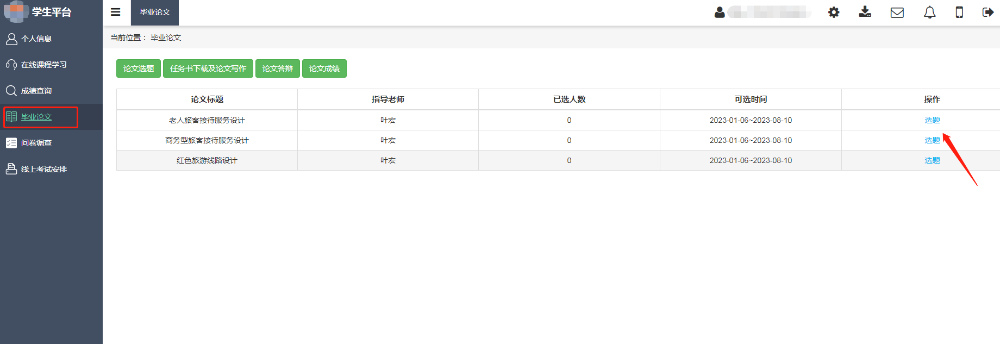 学生平台
毕业论文
个人信息
在线课程学习
成绩查询
毕业论文
问卷调查
线上考试安排
当前位置： 毕业论文
论文选题 任务书下载及论文写作 论文答辩 论文成绩
论文标题 指导老师 已选人数 可选时间 操作
老人旅客接待服务设计 叶宏 0 2023-01-06~2023-08-10 选题
商务型旅客接待服务设计 叶宏 0 2023-01-06~2023-08-10 选题
红色旅游线路设计 叶宏 0 2023-01-06~2023-08-10 选题